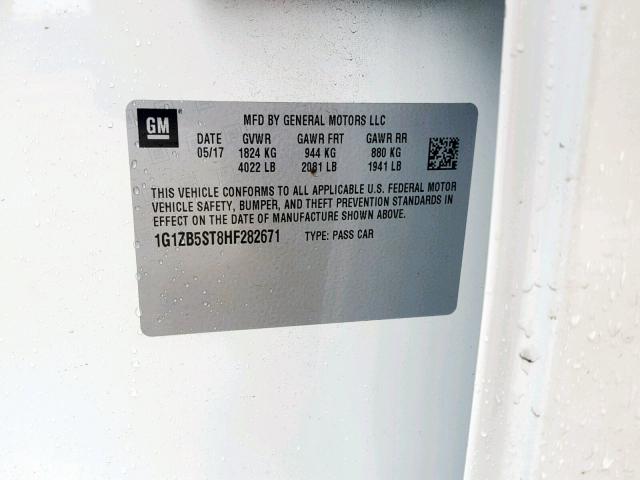 GM
®
MFD BY GENERAL MOTORS LLC
DATE GVWR GAWR FRT GAWR RR
05/17 1824 KG 944 KG 880 KG
4022 LB 2081 LB 1941 LB
THIS VEHICLE CONFORMS TO ALL APPLICABLE U.S. FEDERAL MOTOR
VEHICLE SAFETY, BUMPER, AND THEFT PREVENTION STANDARDS IN
EFFECT ON THE DATE OF MANUFACTURE SHOWN ABOVE.
1G1ZB5ST8HF282671 TYPE: PASS CAR